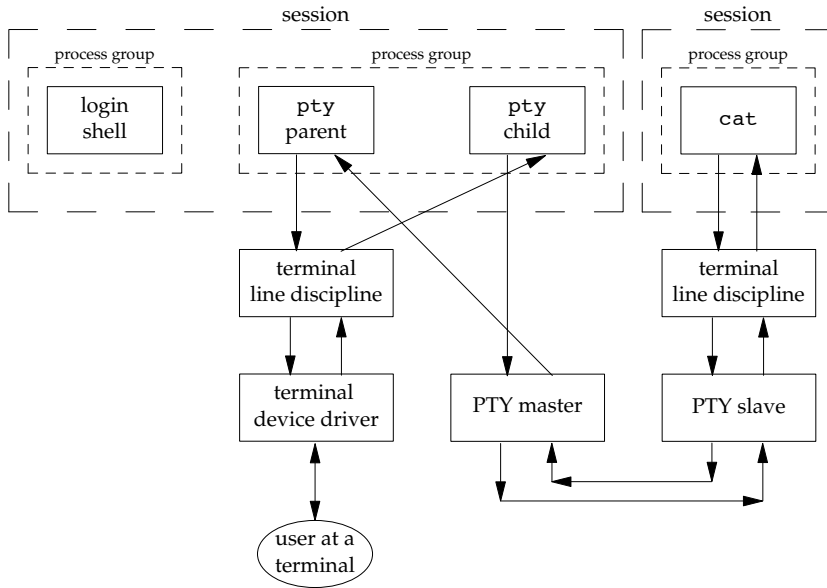 session
session
process group
process group
process group
login
shell
pty
parent
pty
child
cat
terminal
line discipline
terminal
line discipline
terminal
device driver
PTY master
PTY slave
user at a
terminal